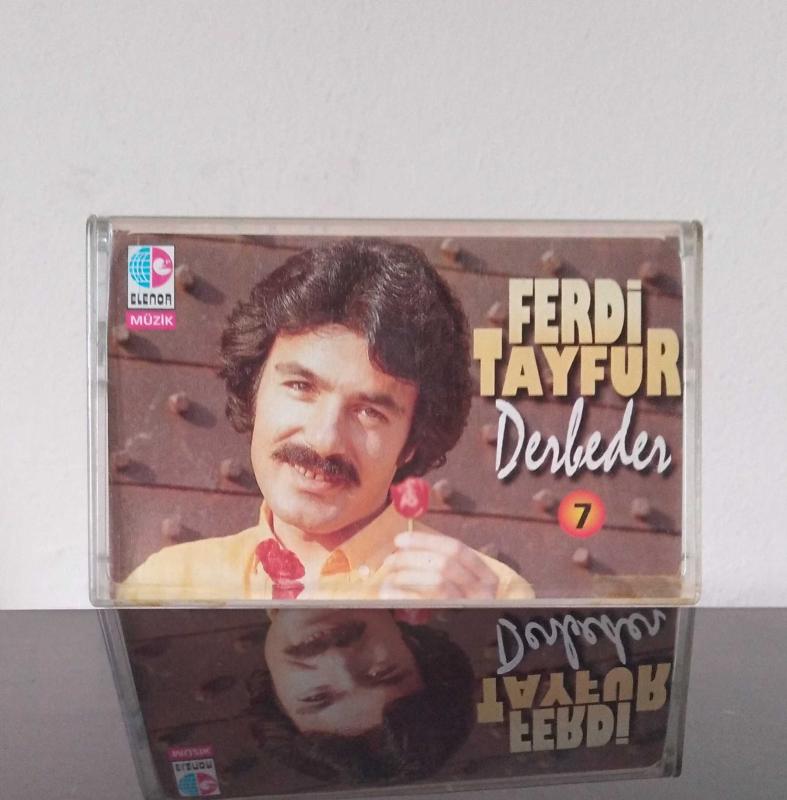 ELENOR
MÜZİK
FERDİ
TAYFUR
Derbeder
7